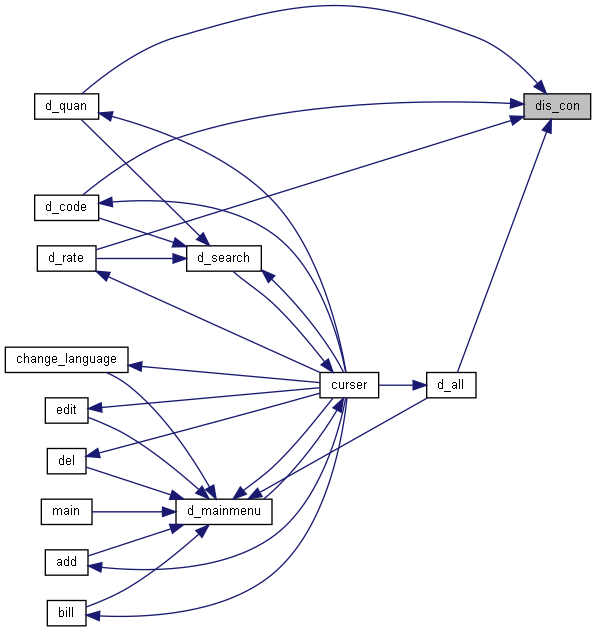 d_quan
dis_con
d_code
d_rate
d_search
change_language
curser
d_all
edit
del
main
d_mainmenu
add
bill